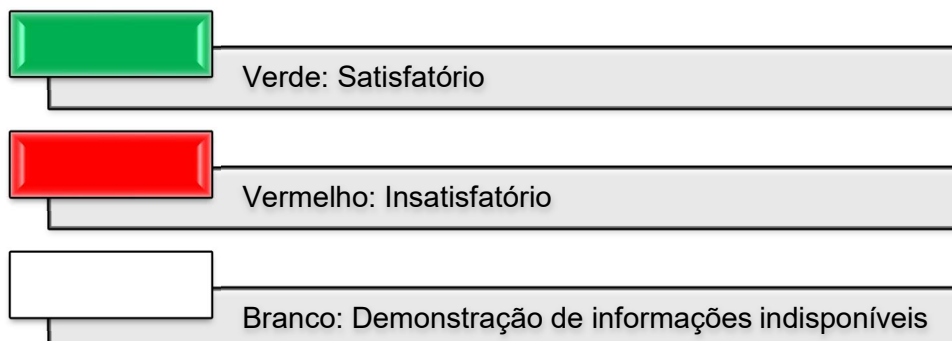 Verde: Satisfatório
Vermelho: Insatisfatório
Branco: Demonstração de informações indisponíveis